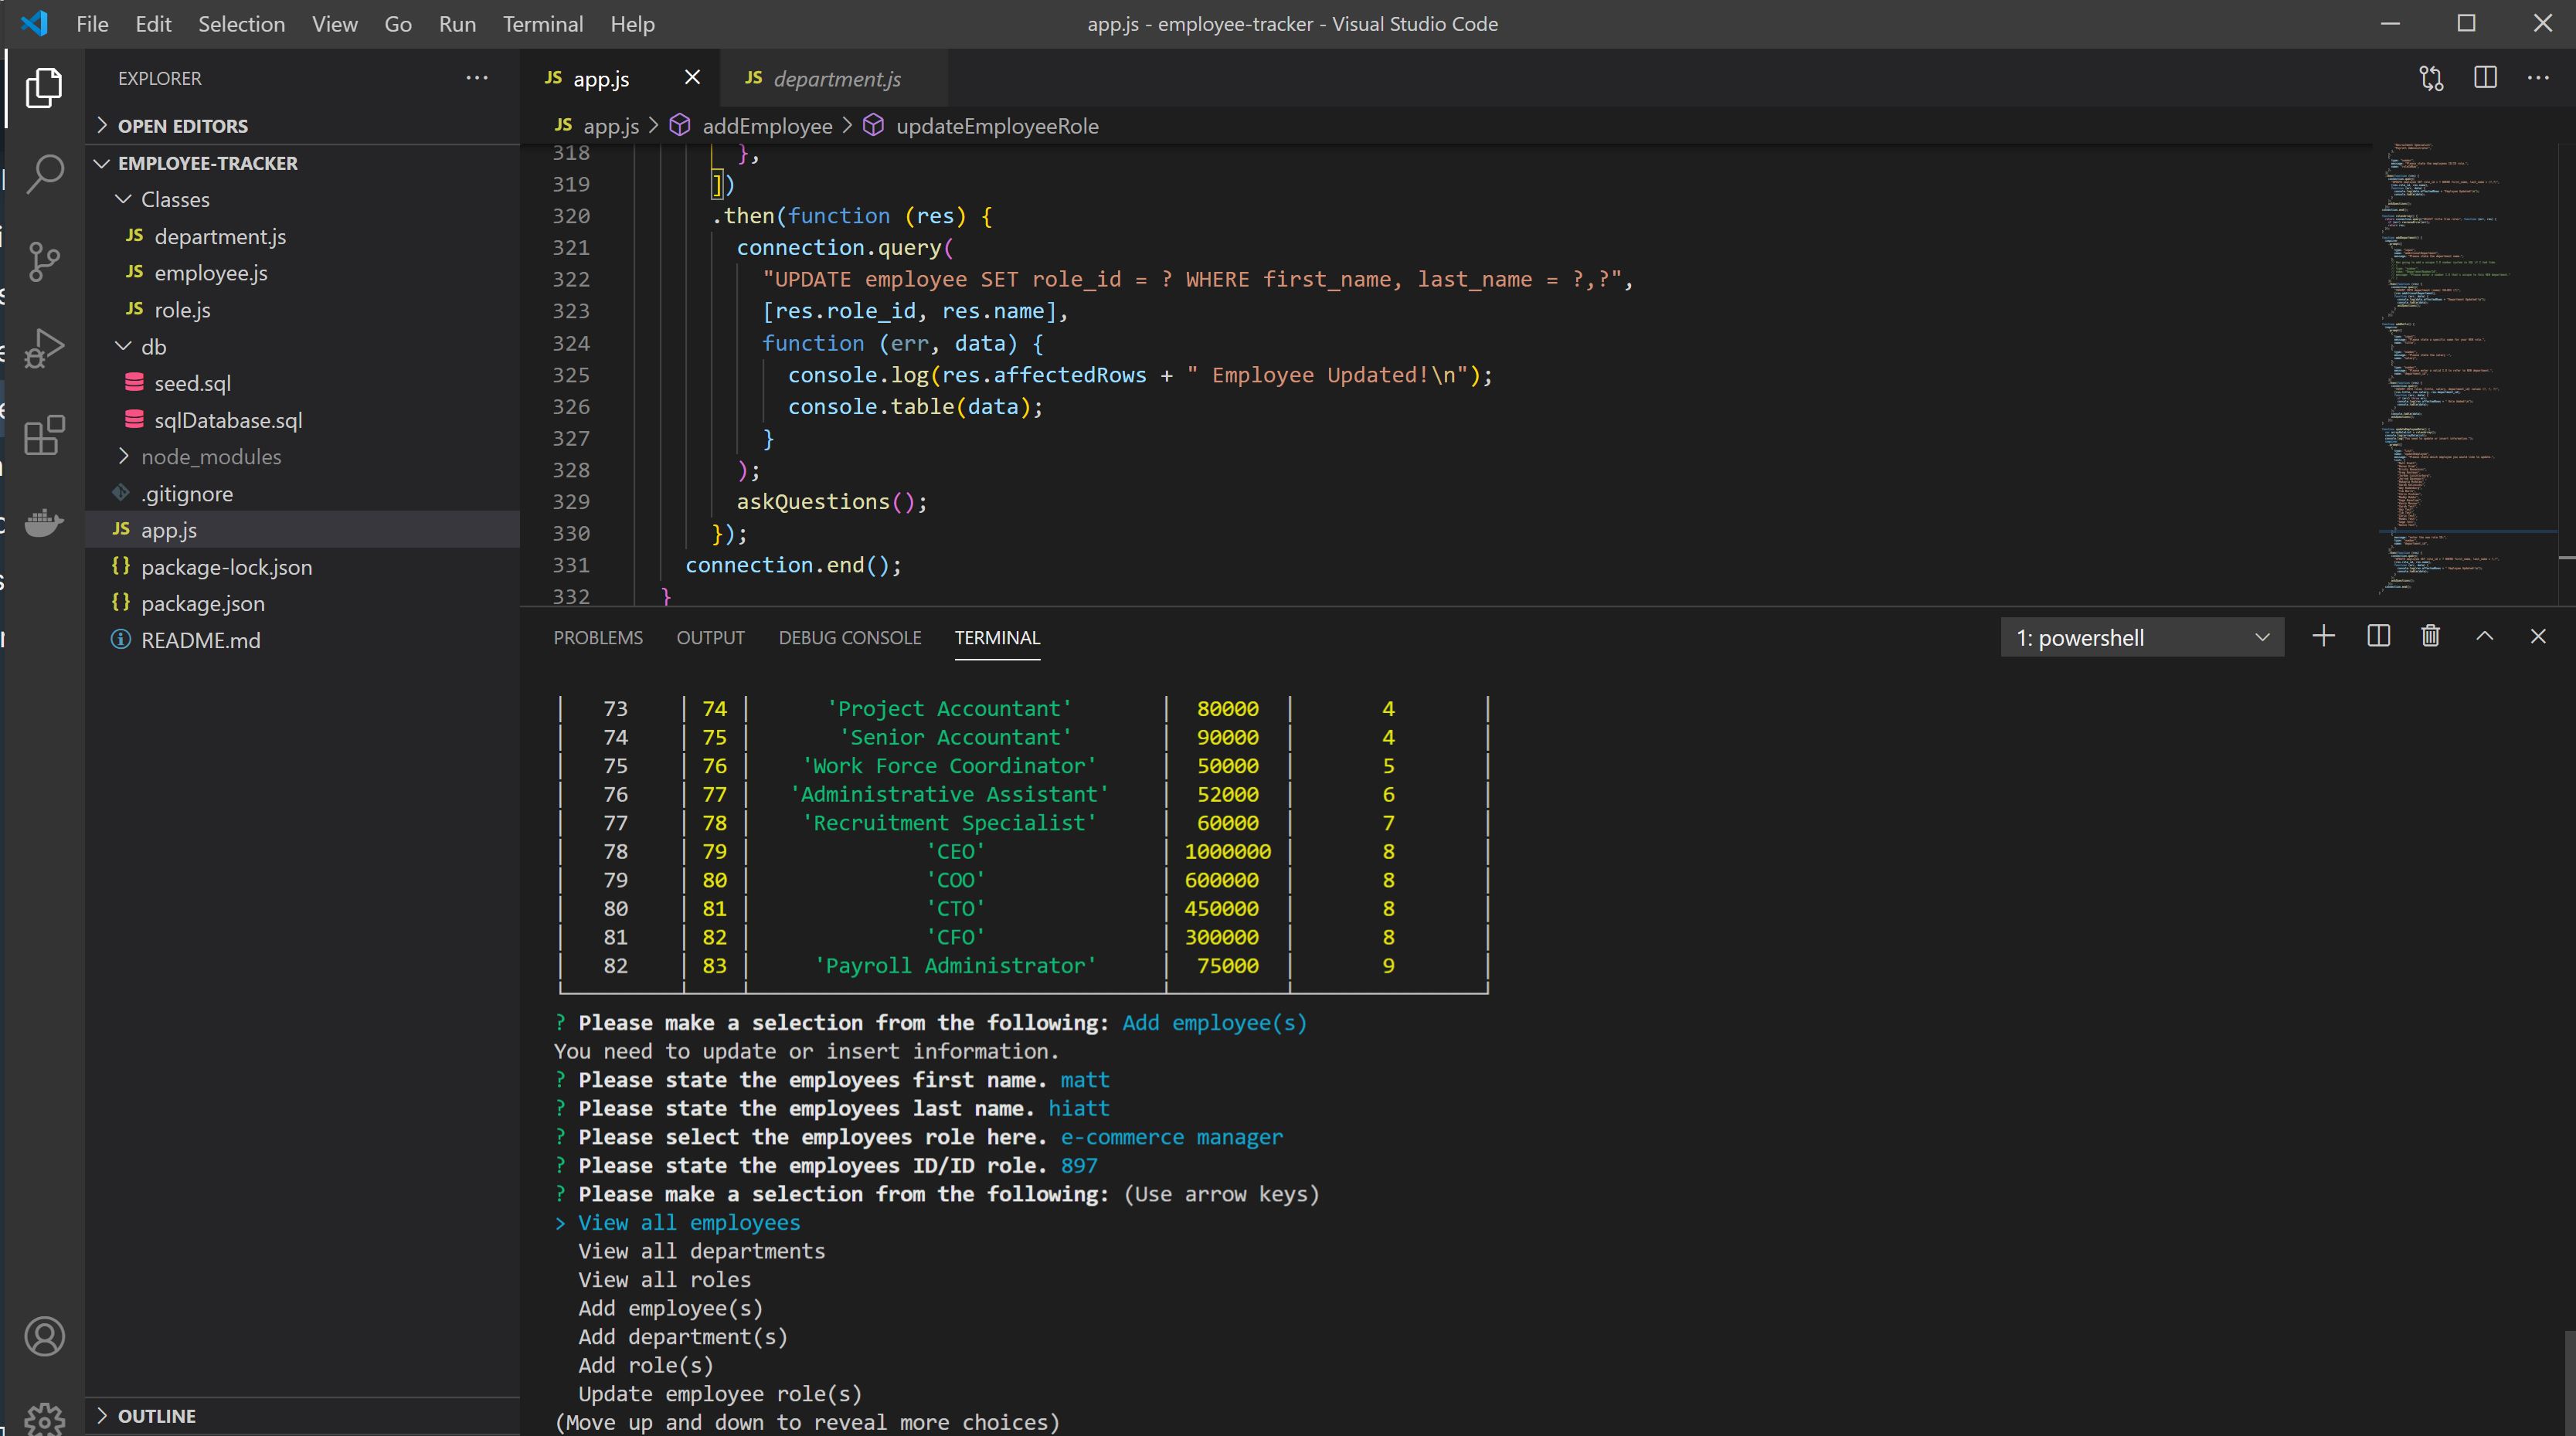 File Edit Selection View Go Run Terminal Help
app.js - employee-tracker - Visual Studio Code
EXPLORER
OPEN EDITORS
EMPLOYEE-TRACKER
Classes
JS department.js
JS employee.js
JS role.js
db
seed.sql
sqlDatabase.sql
node_modules
.gitignore
JS app.js
{} package-lock.json
{} package.json
README.md
OUTLINE
JS app.js
JS department.js
JS app.js > addEmployee > updateEmployeeRole
318 },
319 ])
320 .then(function (res) {
321 connection.query(
322 "UPDATE employee SET role_id = ? WHERE first_name, last_name = ?,?",
323 [res.role_id, res.name],
324 function (err, data) {
325 console.log(res.affectedRows + " Employee Updated!\n");
326 console.table(data);
327 }
328 );
329 askQuestions();
330 });
331 connection.end();
332 }
PROBLEMS OUTPUT DEBUG CONSOLE TERMINAL
1: powershell
73 74 'Project Accountant' 80000 4
74 75 'Senior Accountant' 90000 4
75 76 'Work Force Coordinator' 50000 5
76 77 'Administrative Assistant' 52000 6
77 78 'Recruitment Specialist' 60000 7
78 79 'CEO' 1000000 8
79 80 'COO' 600000 8
80 81 'CTO' 450000 8
81 82 'CFO' 300000 8
82 83 'Payroll Administrator' 75000 9
? Please make a selection from the following: Add employee(s)
You need to update or insert information.
? Please state the employees first name. matt
? Please state the employees last name. hiatt
? Please select the employees role here. e-commerce manager
? Please state the employees ID/ID role. 897
? Please make a selection from the following: (Use arrow keys)
> View all employees
View all departments
View all roles
Add employee(s)
Add department(s)
Add role(s)
Update employee role(s)
(Move up and down to reveal more choices)